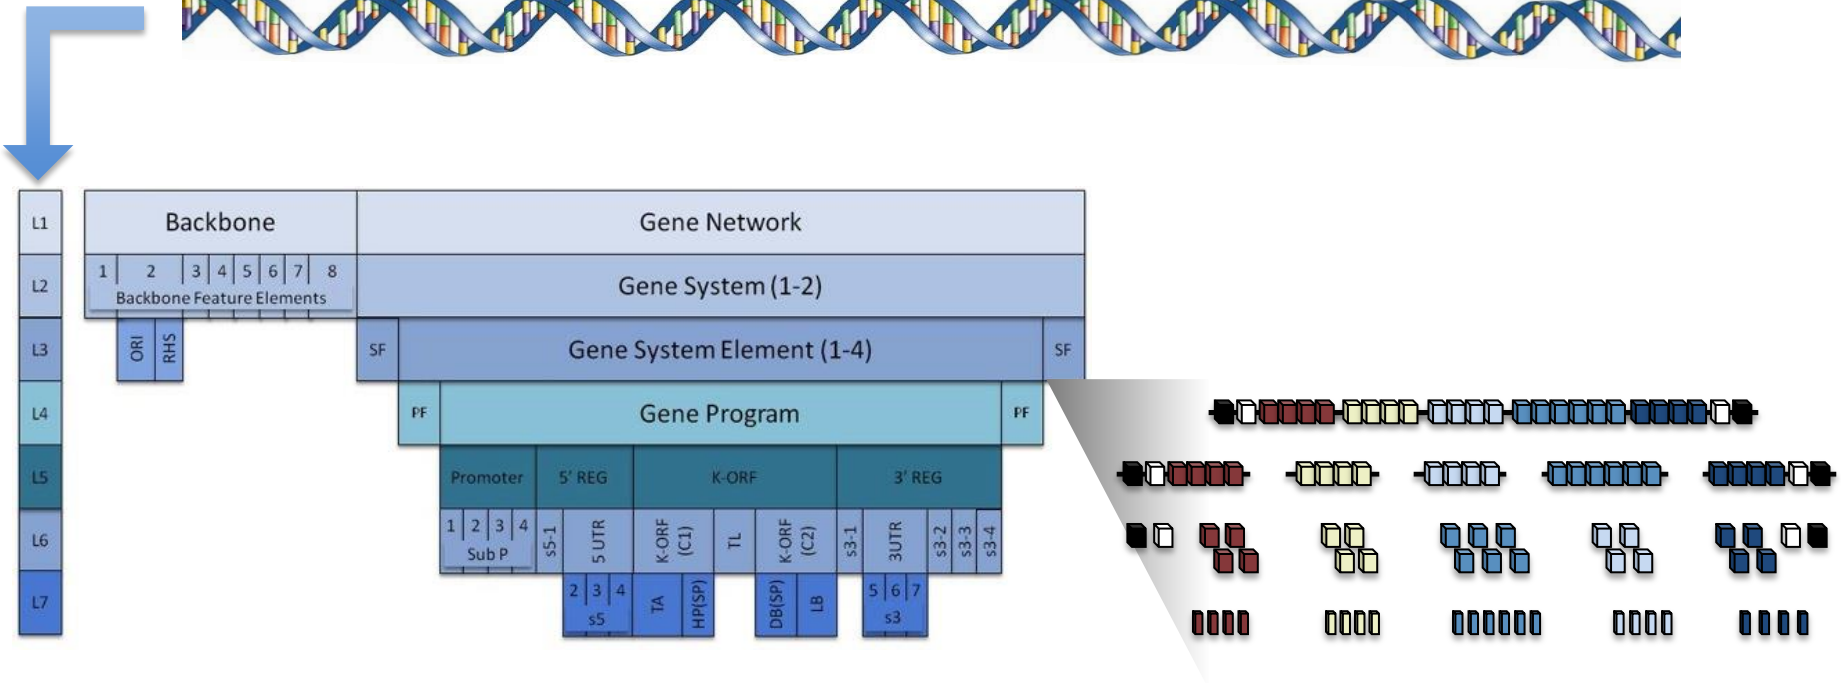 L1
Backbone
Gene Network
L2
1 2 3 4 5 6 7 8
Backbone Feature Elements
Gene System (1-2)
L3
ORI
RHS
SF
Gene System Element (1-4)
SF
L4
PF
Gene Program
PF
L5
Promoter
5' REG
K-ORF
3' REG
L6
1 2 3 4
Sub P
s5-1
5 UTR
K-ORF
(C1)
TL
K-ORF
(C2)
s3-1
3UTR
s3-2
s3-3
s3-4
L7
2 3 4
s5
TA
HP(SP)
DB(SP)
LB
5 6 7
s3